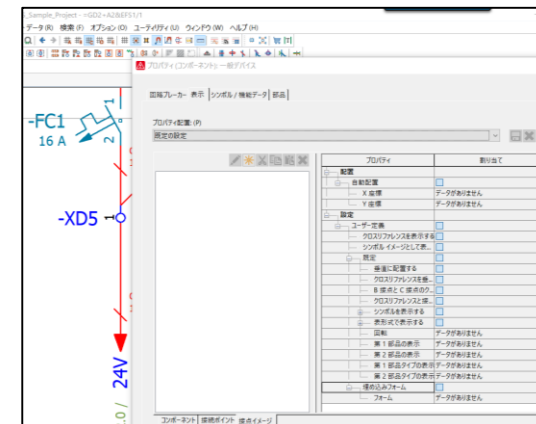 _Sample_Project - =GD2+A2&EFS1/1
データ(R) 検索(F) オプション(O) ユーティリティ(U) ウィンドウ(W) ヘルプ(H)
プロパティ(コンポーネント): 一般デバイス
回路ブレーカー 表示 シンボル / 機能データ 部品
プロパティ配置: (P)
既定の設定
プロパティ 割り当て
配置
自動配置
X 座標 データがありません
Y 座標 データがありません
設定
ユーザー定義
クロスリファレンスを表示する
シンボルイメージとして表...
既定
垂直に配置する
クロスリファレンスを垂...
B 接点と C 接点のク...
クロスリファレンスと接...
シンボルを表示する
表形式で表示する
回転 データがありません
第 1 部品の表示 データがありません
第 2 部品の表示 データがありません
第 1 部品タイプの表示 データがありません
第 2 部品タイプの表示 データがありません
埋め込みフォーム
フォーム データがありません
コンポーネント 接続ポイント 接点イメージ
-FC1
16 A
1
2
-XD5
1
24V
.0 /